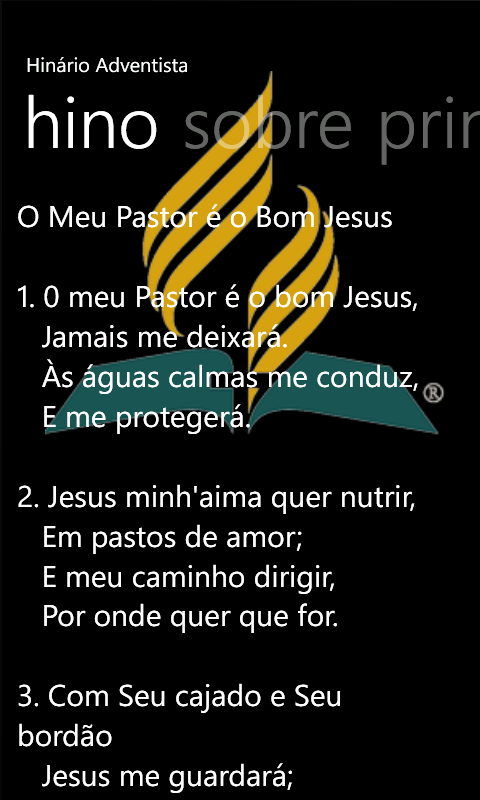 Hinário Adventista
hino sobre prin
O Meu Pastor é o Bom Jesus
1. 0 meu Pastor é o bom Jesus,
Jamais me deixará.
Às águas calmas me conduz,
E me protegerá.
®
2. Jesus minh'aima quer nutrir,
Em pastos de amor;
E meu caminho dirigir,
Por onde quer que for.
3. Com Seu cajado e Seu
bordão
Jesus me guardará;